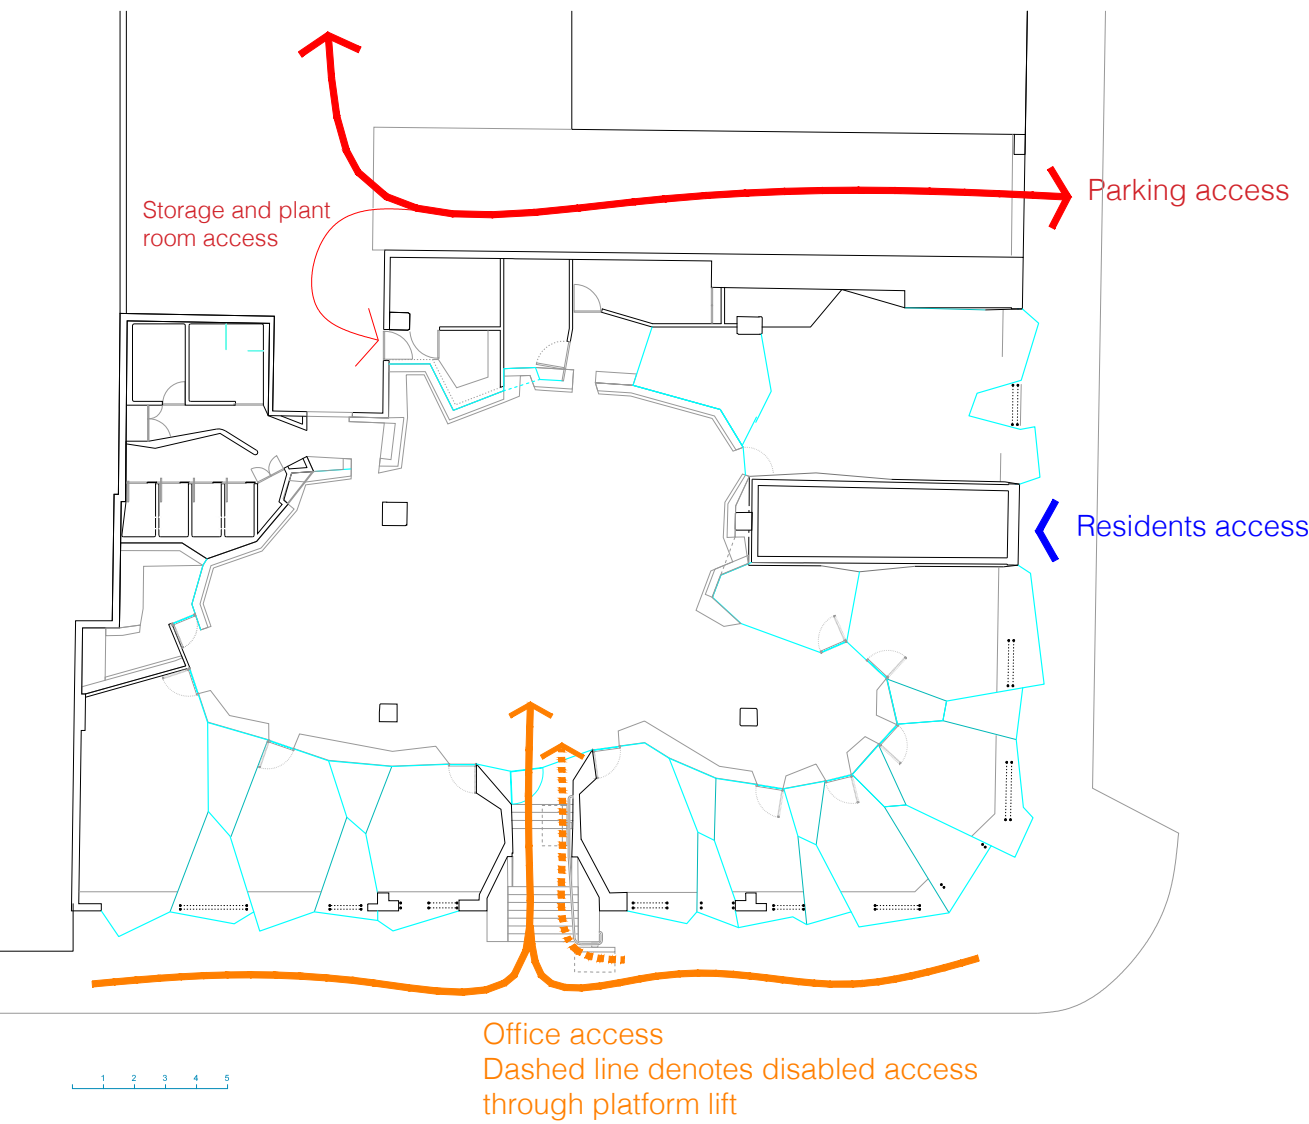 Parking access
Storage and plant
room access
Residents access
Office access
Dashed line denotes disabled access
through platform lift
1 2 3 4 5